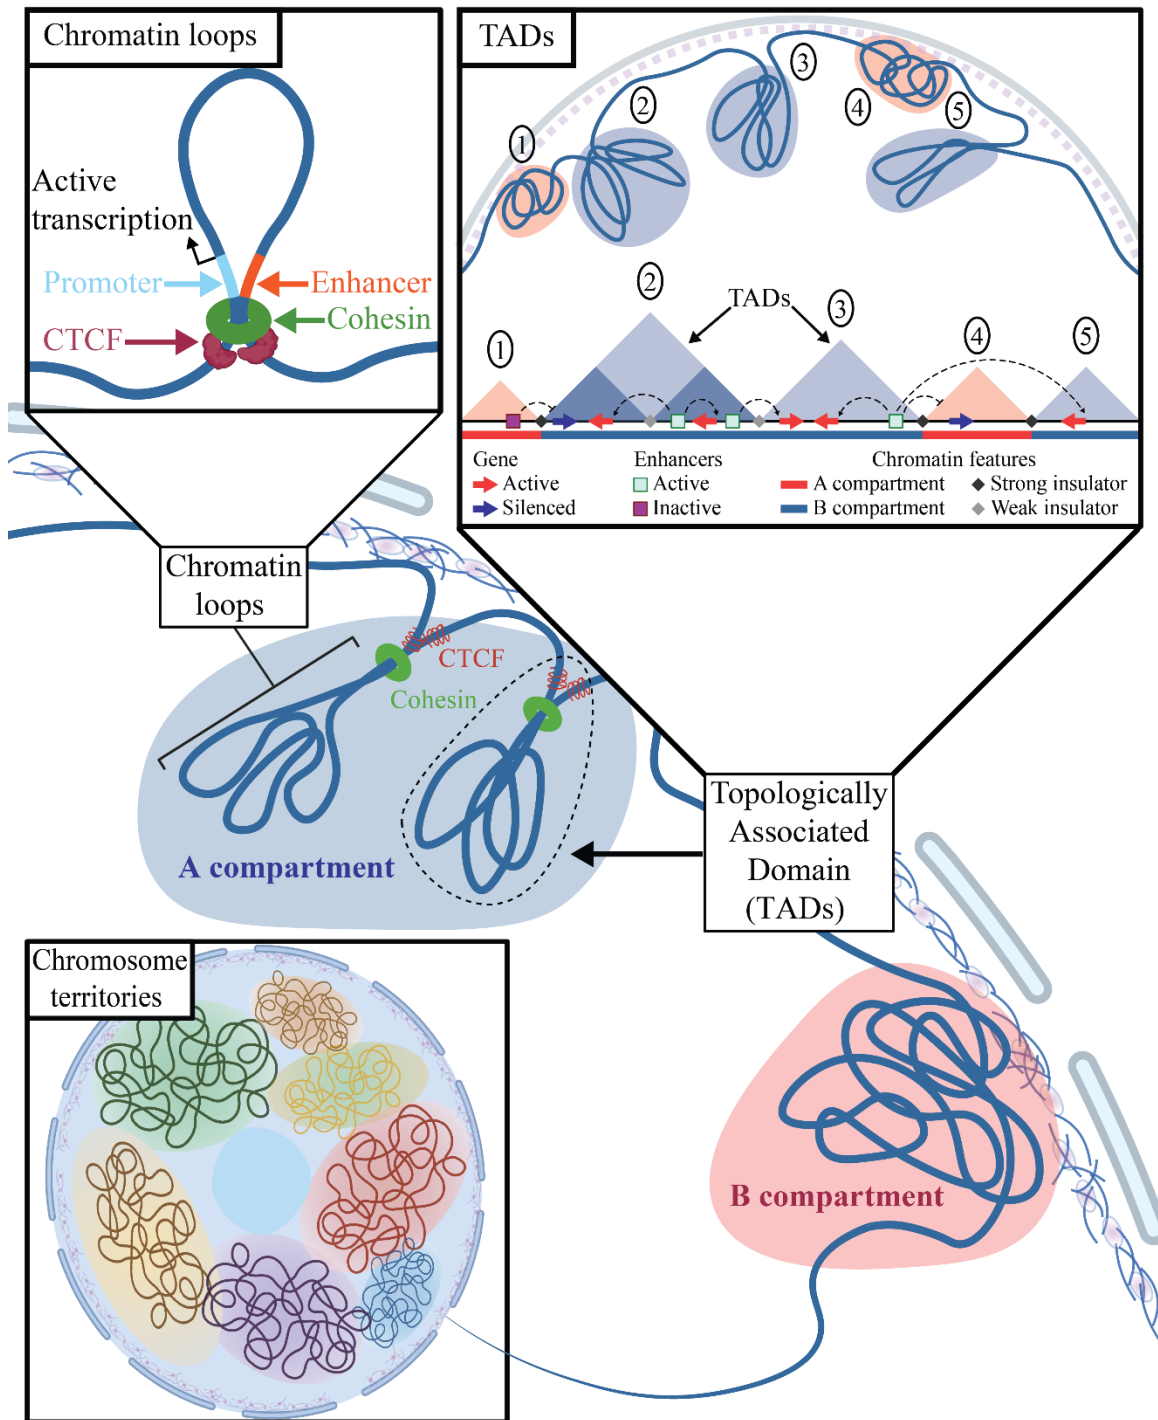 Chromatin loops
Active
transcription
Promoter
Enhancer
CTCF
Cohesin
TADs
1
2
3
4
5
TADs
1
2
3
4
5
Gene
Active
Silenced
Enhancers
Active
Inactive
Chromatin features
A compartment
B compartment
Strong insulator
Weak insulator
Chromatin
loops
CTCF
Cohesin
A compartment
Topologically
Associated
Domain
(TADs)
Chromosome
territories
B compartment